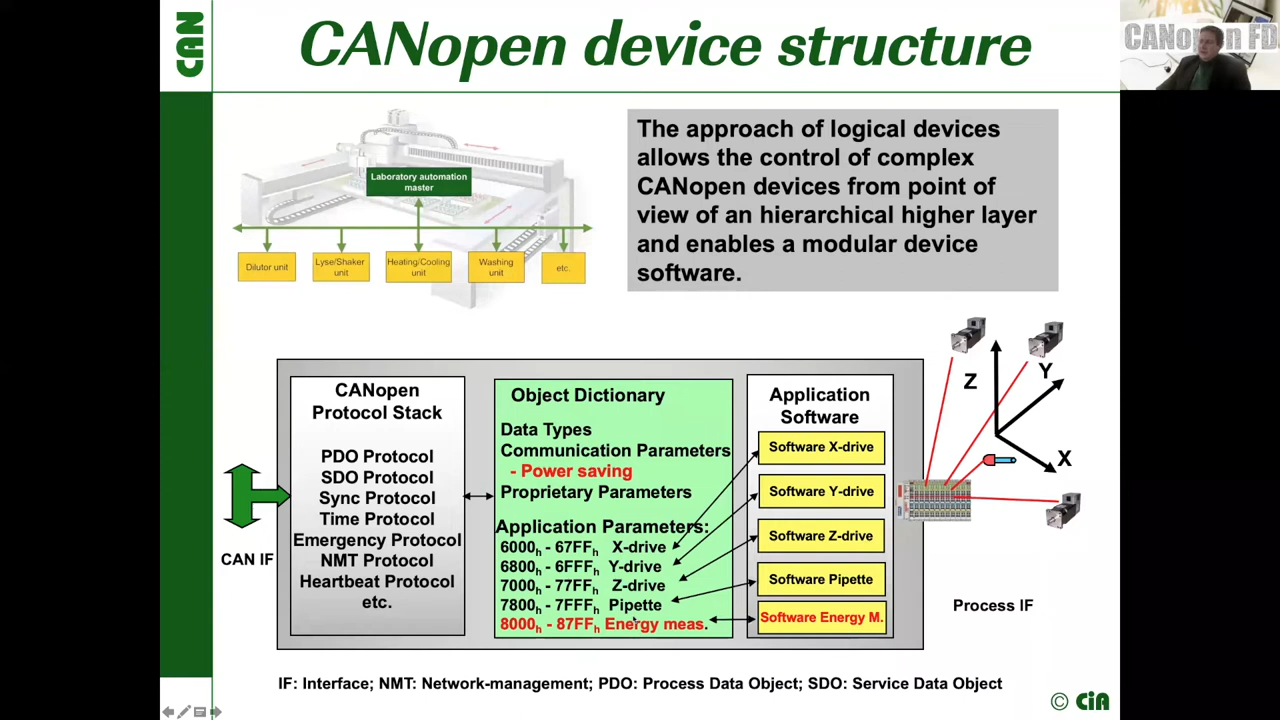 CAN
CANopen device structure
CANopen FD
Laboratory automation
master
Dilutor unit
Lyse/Shaker
unit
Heating/Cooling
unit
Washing
unit
etc.
The approach of logical devices
allows the control of complex
CANopen devices from point of
view of an hierarchical higher layer
and enables a modular device
software.
CAN IF
CANopen
Protocol Stack
PDO Protocol
SDO Protocol
Sync Protocol
Time Protocol
Emergency Protocol
NMT Protocol
Heartbeat Protocol
etc.
Object Dictionary
Data Types
Communication Parameters
- Power saving
Proprietary Parameters
Application Parameters:
6000h - 67FFh X-drive
6800h - 6FFFh Y-drive
7000h - 77FFh Z-drive
7800h - 7FFFh Pipette
8000h - 87FFh Energy meas.
Application
Software
Software X-drive
Software Y-drive
Software Z-drive
Software Pipette
Software Energy M.
Z
Y
X
Process IF
IF: Interface; NMT: Network-management; PDO: Process Data Object; SDO: Service Data Object
© CiA